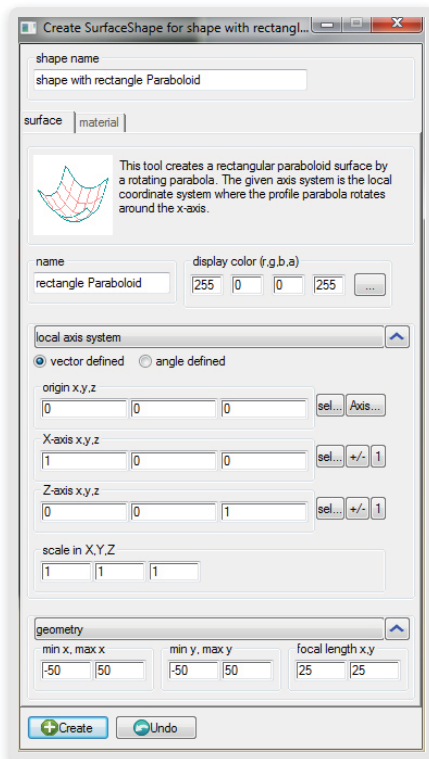 Create SurfaceShape for shape with rectangl...
shape name
shape with rectangle Paraboloid
surface material
This tool creates a rectangular paraboloid surface by
a rotating parabola. The given axis system is the local
coordinate system where the profile parabola rotates
around the x-axis.
name display color (r,g,b,a)
rectangle Paraboloid 255 0 0 255 ...
local axis system
vector defined angle defined
origin x,y,z
0 0 0 sel... Axis...
X-axis x,y,z
1 0 0 sel... +/- 1
Z-axis x,y,z
0 0 1 sel... +/- 1
scale in X,Y,Z
1 1 1
geometry
min x, max x min y, max y focal length x,y
-50 50 -50 50 25 25
Create Undo